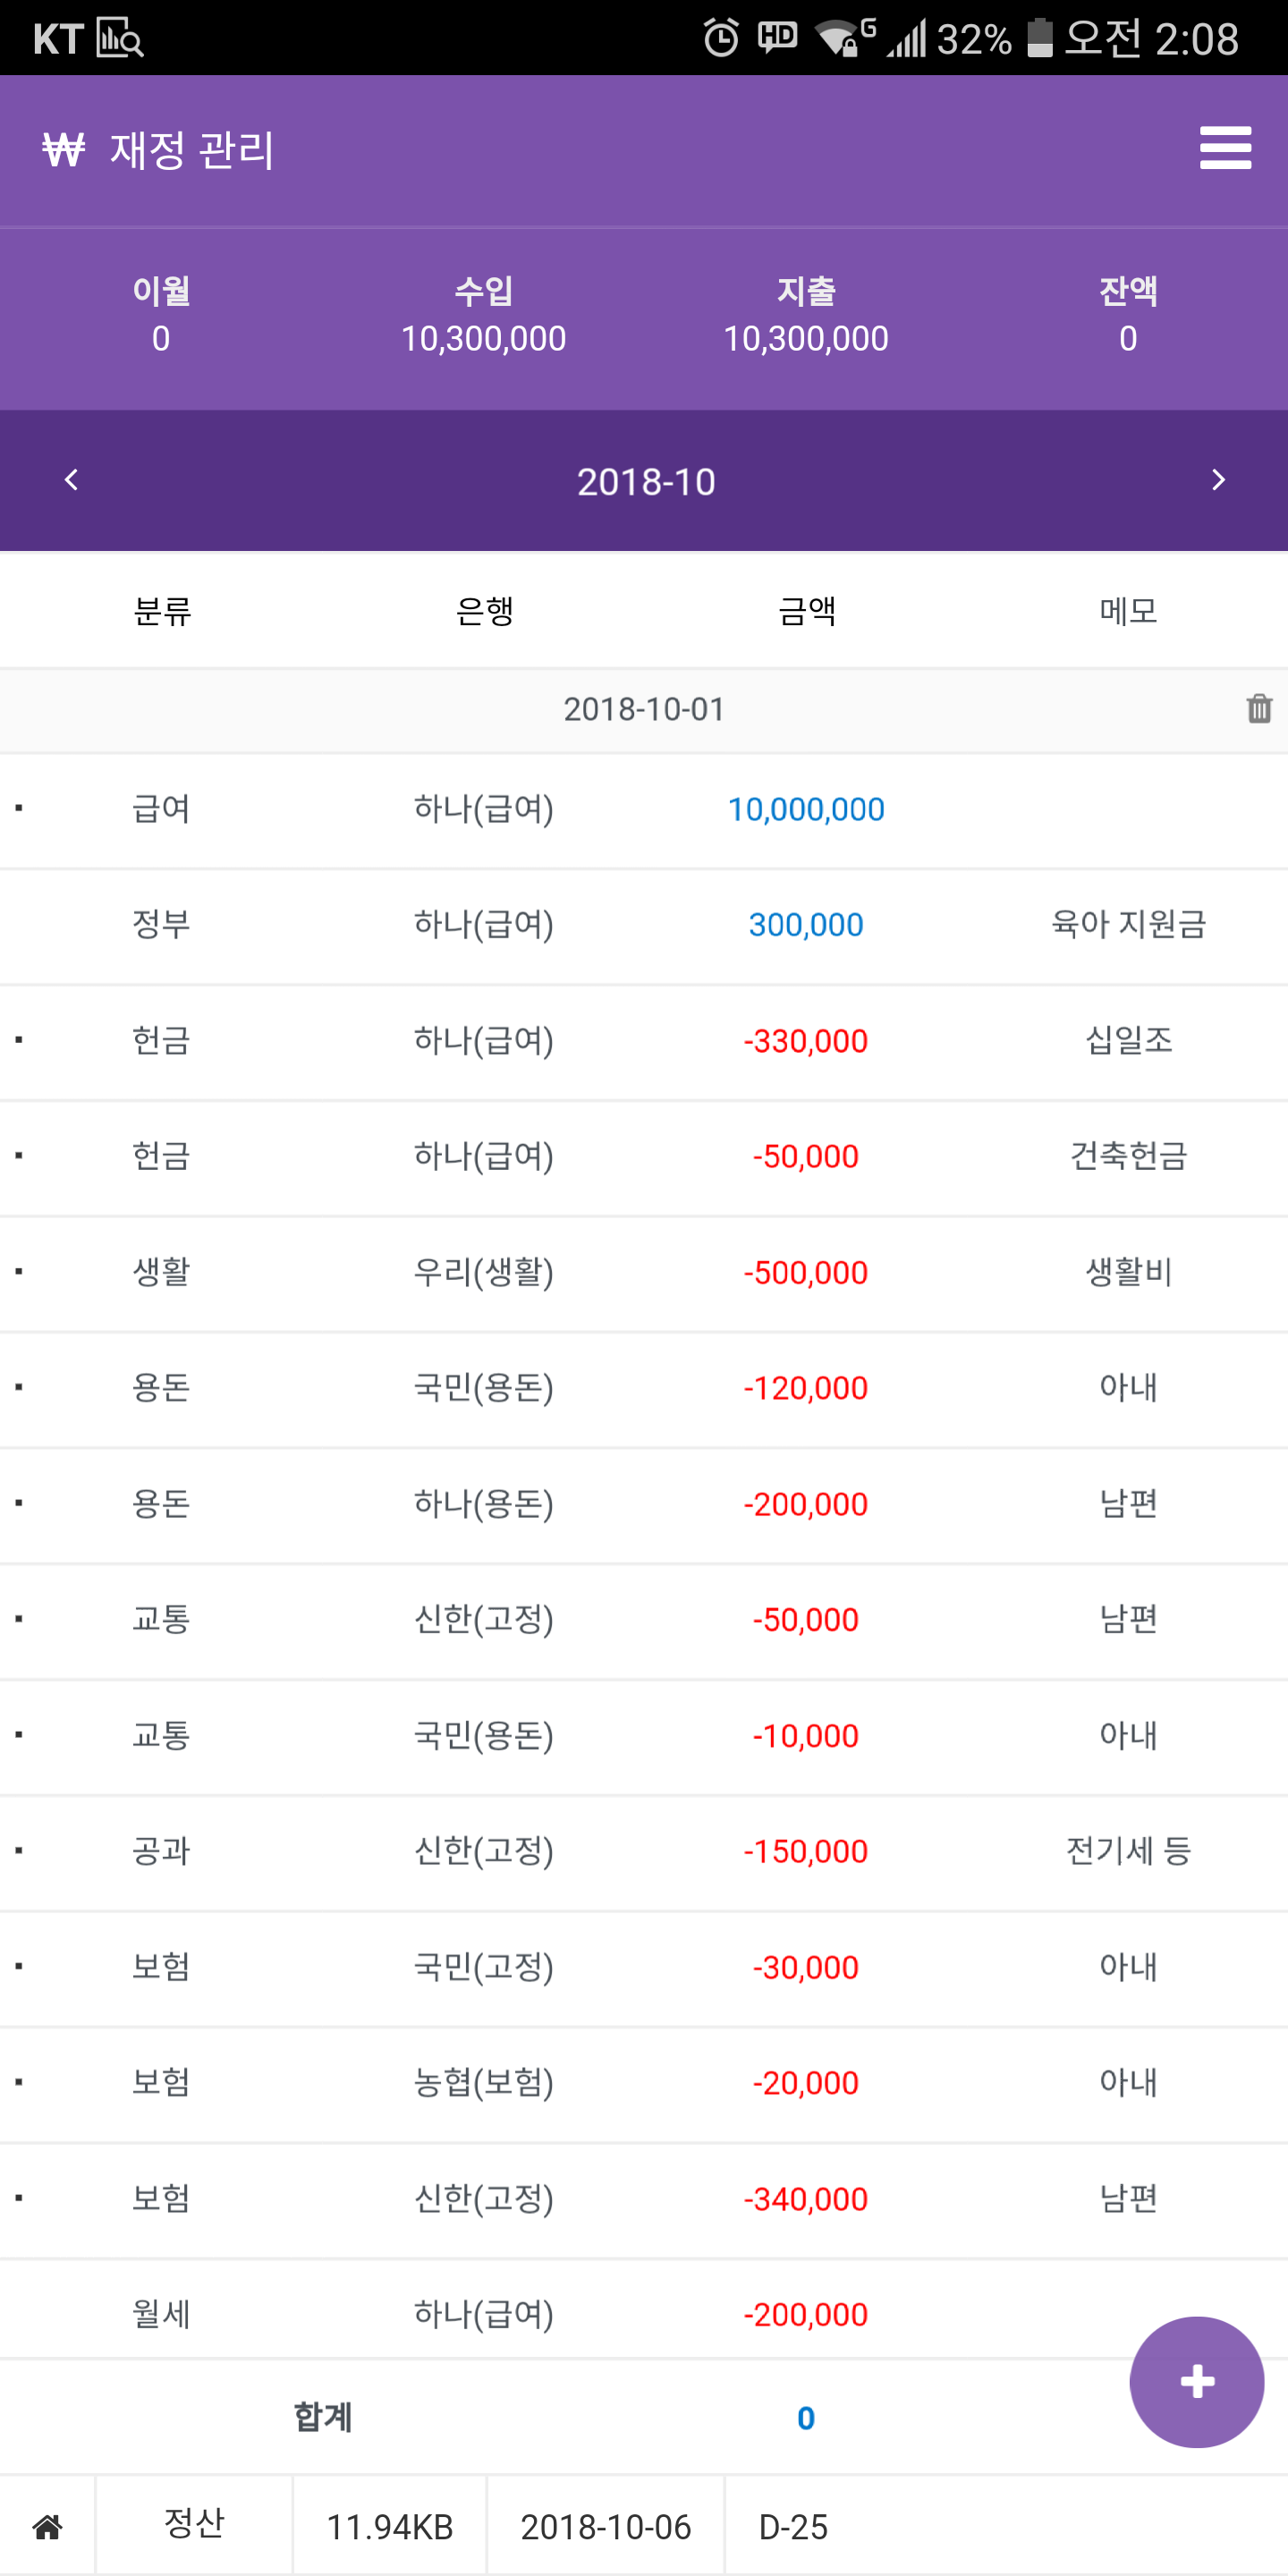 KT HD G 32% 오전 2:08
₩ 재정 관리
이월 수입 지출 잔액
0 10,300,000 10,300,000 0
2018-10
분류 은행 금액 메모
2018-10-01
급여 하나(급여) 10,000,000
정부 하나(급여) 300,000 육아 지원금
헌금 하나(급여) -330,000 십일조
헌금 하나(급여) -50,000 건축헌금
생활 우리(생활) -500,000 생활비
용돈 국민(용돈) -120,000 아내
용돈 하나(용돈) -200,000 남편
교통 신한(고정) -50,000 남편
교통 국민(용돈) -10,000 아내
공과 신한(고정) -150,000 전기세 등
보험 국민(고정) -30,000 아내
보험 농협(보험) -20,000 아내
보험 신한(고정) -340,000 남편
월세 하나(급여) -200,000
합계 0
정산 11.94KB 2018-10-06 D-25